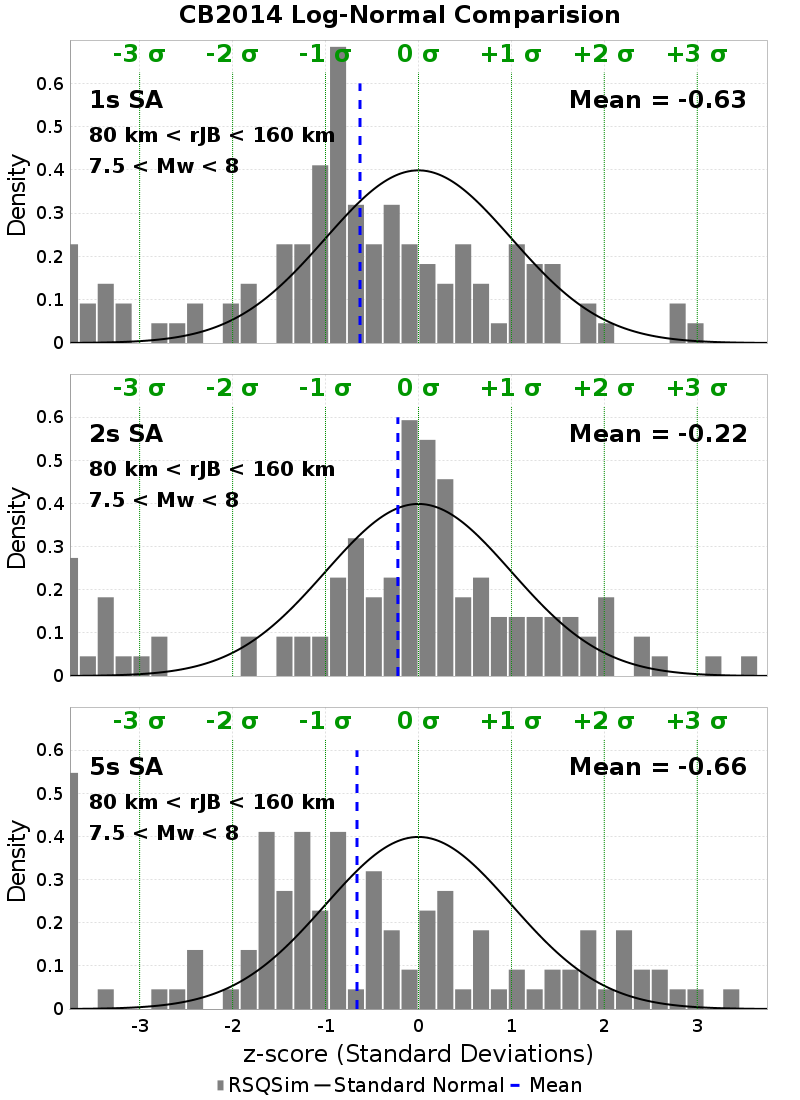 CB2014 Log-Normal Comparision
-3 σ -2 σ -1 σ 0 σ +1 σ +2 σ +3 σ
1s SA Mean = -0.63
80 km < rJB < 160 km
7.5 < Mw < 8
Density
0.6
0.5
0.4
0.3
0.2
0.1
0
-3 σ -2 σ -1 σ 0 σ +1 σ +2 σ +3 σ
2s SA Mean = -0.22
80 km < rJB < 160 km
7.5 < Mw < 8
Density
0.6
0.5
0.4
0.3
0.2
0.1
0
-3 σ -2 σ -1 σ 0 σ +1 σ +2 σ +3 σ
5s SA Mean = -0.66
80 km < rJB < 160 km
7.5 < Mw < 8
Density
0.6
0.5
0.4
0.3
0.2
0.1
0
-3 -2 -1 0 1 2 3
z-score (Standard Deviations)
RSQSim Standard Normal Mean